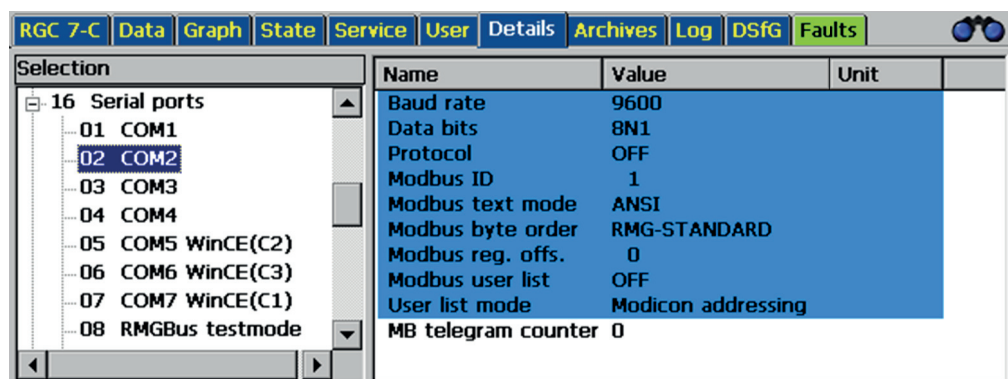 RGC 7-C Data Graph State Service User Details Archives Log DSfG Faults
Selection
16 Serial ports
01 COM1
02 COM2
03 COM3
04 COM4
05 COM5 WinCE(C2)
06 COM6 WinCE(C3)
07 COM7 WinCE(C1)
08 RMGBus testmode
Name Value Unit
Baud rate 9600
Data bits 8N1
Protocol OFF
Modbus ID 1
Modbus text mode ANSI
Modbus byte order RMG-STANDARD
Modbus reg. offs. 0
Modbus user list OFF
User list mode Modicon addressing
MB telegram counter 0